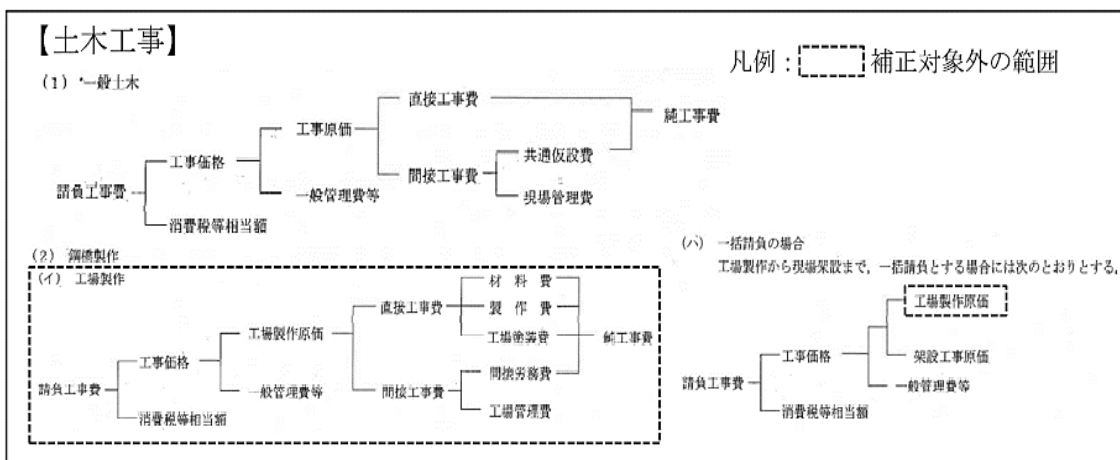 【土木工事】
凡例： 補正対象外の範囲
(1) 一般土木
直接工事費
純工事費
工事原価
共通仮設費
工事価格
間接工事費
請負工事費
一般管理費等
現場管理費
消費税等相当額
(2) 鋼橋製作
(イ) 工場製作
材 料 費
直接工事費
製 作 費
工場製作原価
工場塗装費
純工事費
工事価格
間接労務費
請負工事費
一般管理費等
間接工事費
工場管理費
消費税等相当額
(ハ) 一括請負の場合
工場製作から現場架設まで，一括請負とする場合には次のとおりとする。
工場製作原価
工事価格
架設工事原価
請負工事費
一般管理費等
消費税等相当額